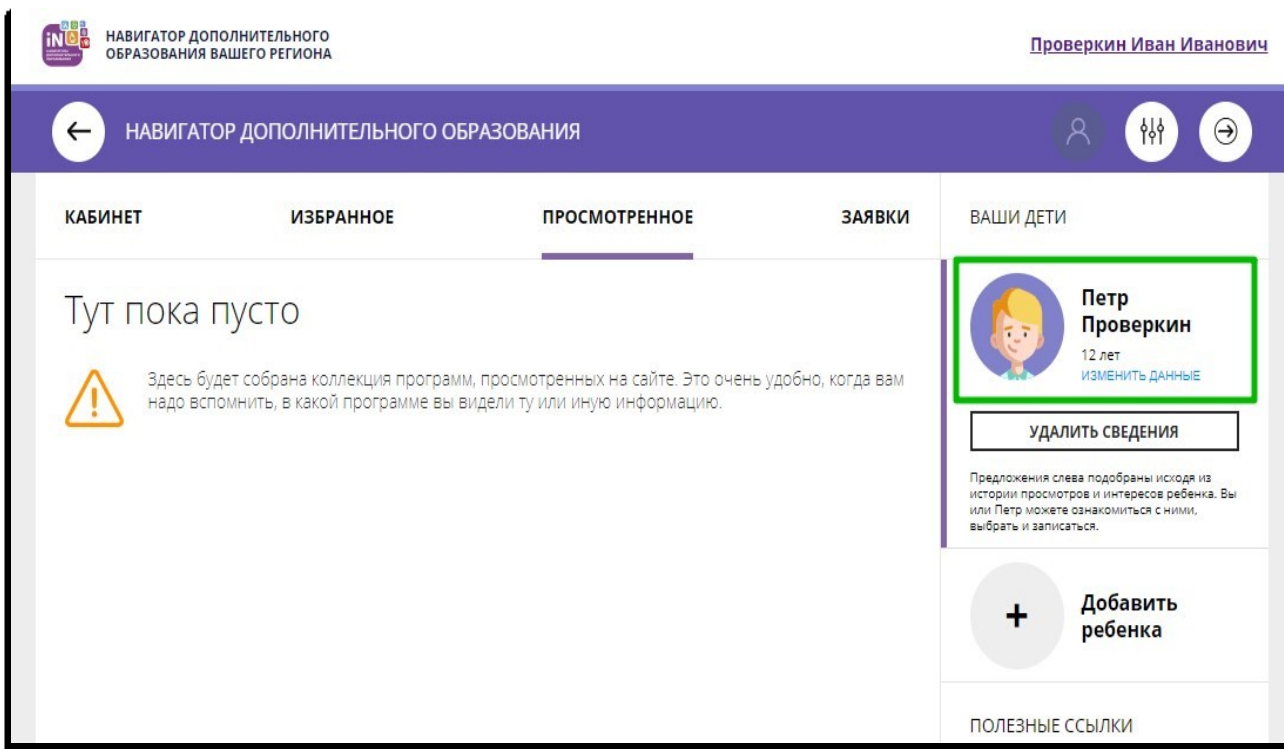 iN
НАВИГАТОР ДОПОЛНИТЕЛЬНОГО
ОБРАЗОВАНИЯ ВАШЕГО РЕГИОНА
Проверкин Иван Иванович
НАВИГАТОР ДОПОЛНИТЕЛЬНОГО ОБРАЗОВАНИЯ
КАБИНЕТ
ИЗБРАННОЕ
ПРОСМОТРЕННОЕ
ЗАЯВКИ
Тут пока пусто
Здесь будет собрана коллекция программ, просмотренных на сайте. Это очень удобно, когда вам
надо вспомнить, в какой программе вы видели ту или иную информацию.
ВАШИ ДЕТИ
Петр
Проверкин
12 лет
ИЗМЕНИТЬ ДАННЫЕ
УДАЛИТЬ СВЕДЕНИЯ
Предложения слева подобраны исходя из
истории просмотров и интересов ребенка. Вы
или Петр можете ознакомиться с ними,
выбрать и записаться.
Добавить
ребенка
ПОЛЕЗНЫЕ ССЫЛКИ